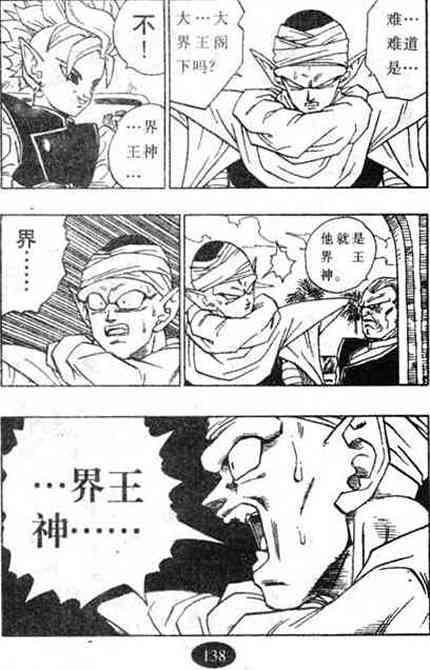 难…
难道
是…
大…大
界王阁
下吗？
不！
…界
王神
……
他就是
界王
神。
界
……
…界王
神……
138